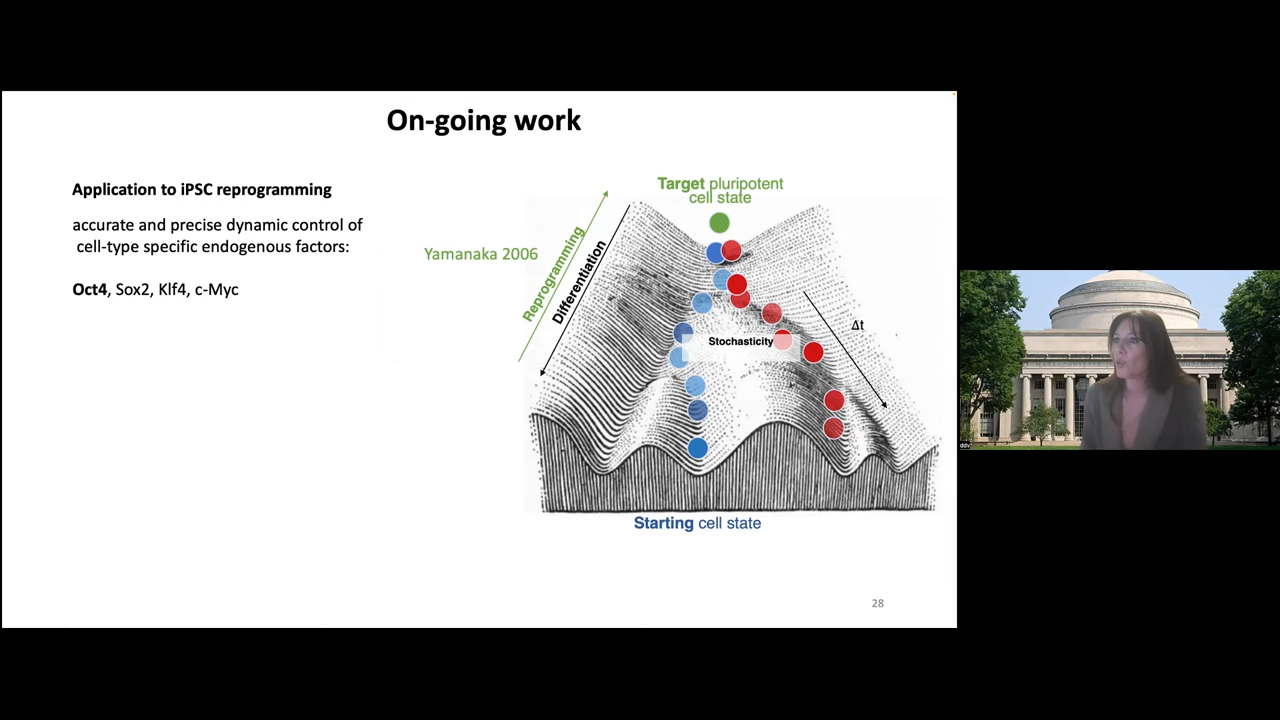 On-going work
Application to iPSC reprogramming
accurate and precise dynamic control of
cell-type specific endogenous factors:
Oct4, Sox2, Klf4, c-Myc
Yamanaka 2006
Reprogramming
Differentiation
Target pluripotent
cell state
Stochasticity
Δt
Starting cell state
28
ddv